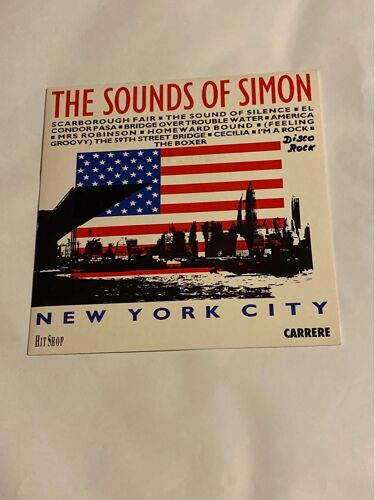 THE SOUNDS OF SIMON
SCARBOROUGH FAIR ■ THE SOUND OF SILENCE ■ EL
CONDOR PASA ■ BRIDGE OVER TROUBLE WATER ■ AMERICA
■ MRS ROBINSON ■ HOMEWARD BOUND ■ (FEELING
GROOVY) THE 59TH STREET BRIDGE ■ CECILIA ■ I'M A ROCK ■
THE BOXER
Disco
Rock
NEW YORK CITY
HIT SHOP
CARRERE